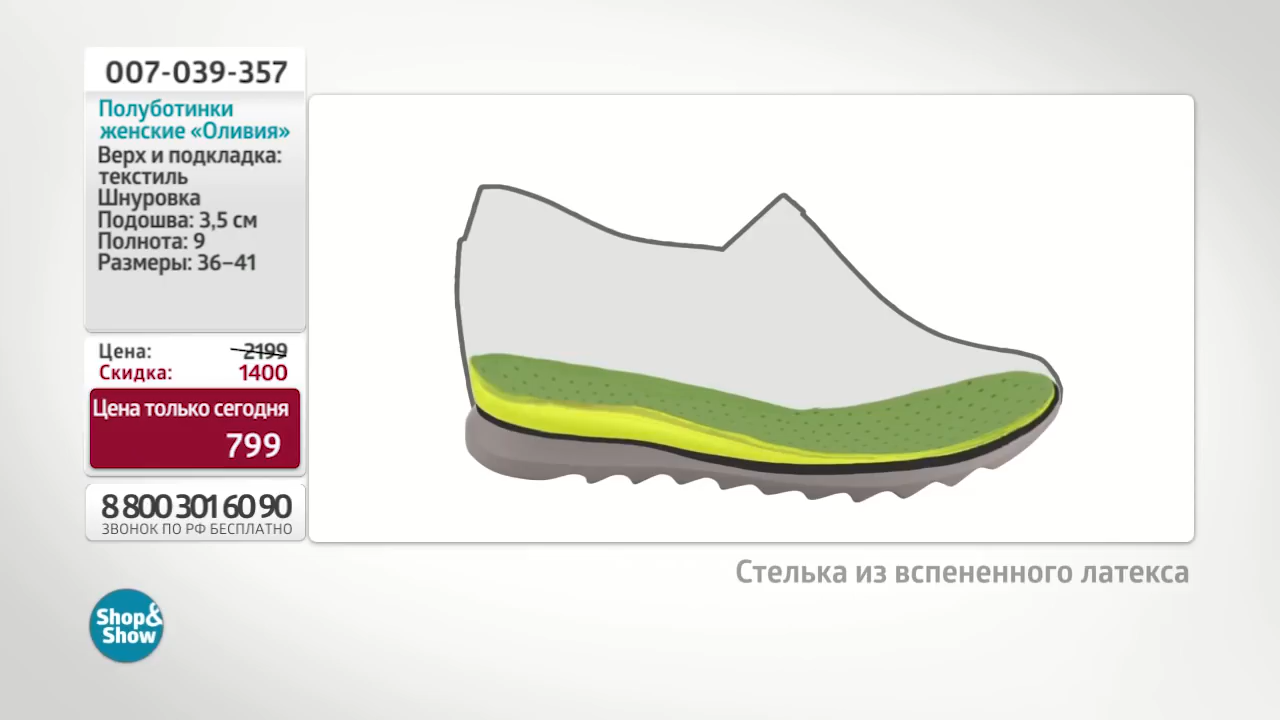 007-039-357
Полуботинки
женские «Оливия»
Верх и подкладка:
текстиль
Шнуровка
Подошва: 3,5 см
Полнота: 9
Размеры: 36–41
Цена: 2199
Скидка: 1400
Цена только сегодня
799
8 800 301 60 90
ЗВОНОК ПО РФ БЕСПЛАТНО
Стелька из вспененного латекса
Shop&
Show